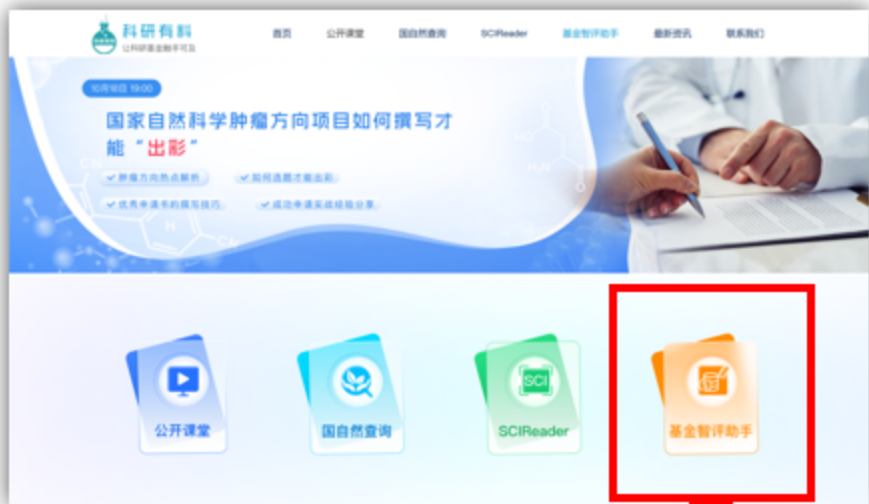 科研有料
让科研基金触手可及
首页 公开课堂 国自然查询 SCIReader 基金智评助手 最新资讯 联系我们
10月16日 19:00
国家自然科学肿瘤方向项目如何撰写才
能“出彩”
肿瘤方向热点解析 如何选题才能出彩
优秀申请书的撰写技巧 成功申请实战经验分享
CN
H
CN
H₂N
O
SCI
公开课堂 国自然查询 SCIReader 基金智评助手